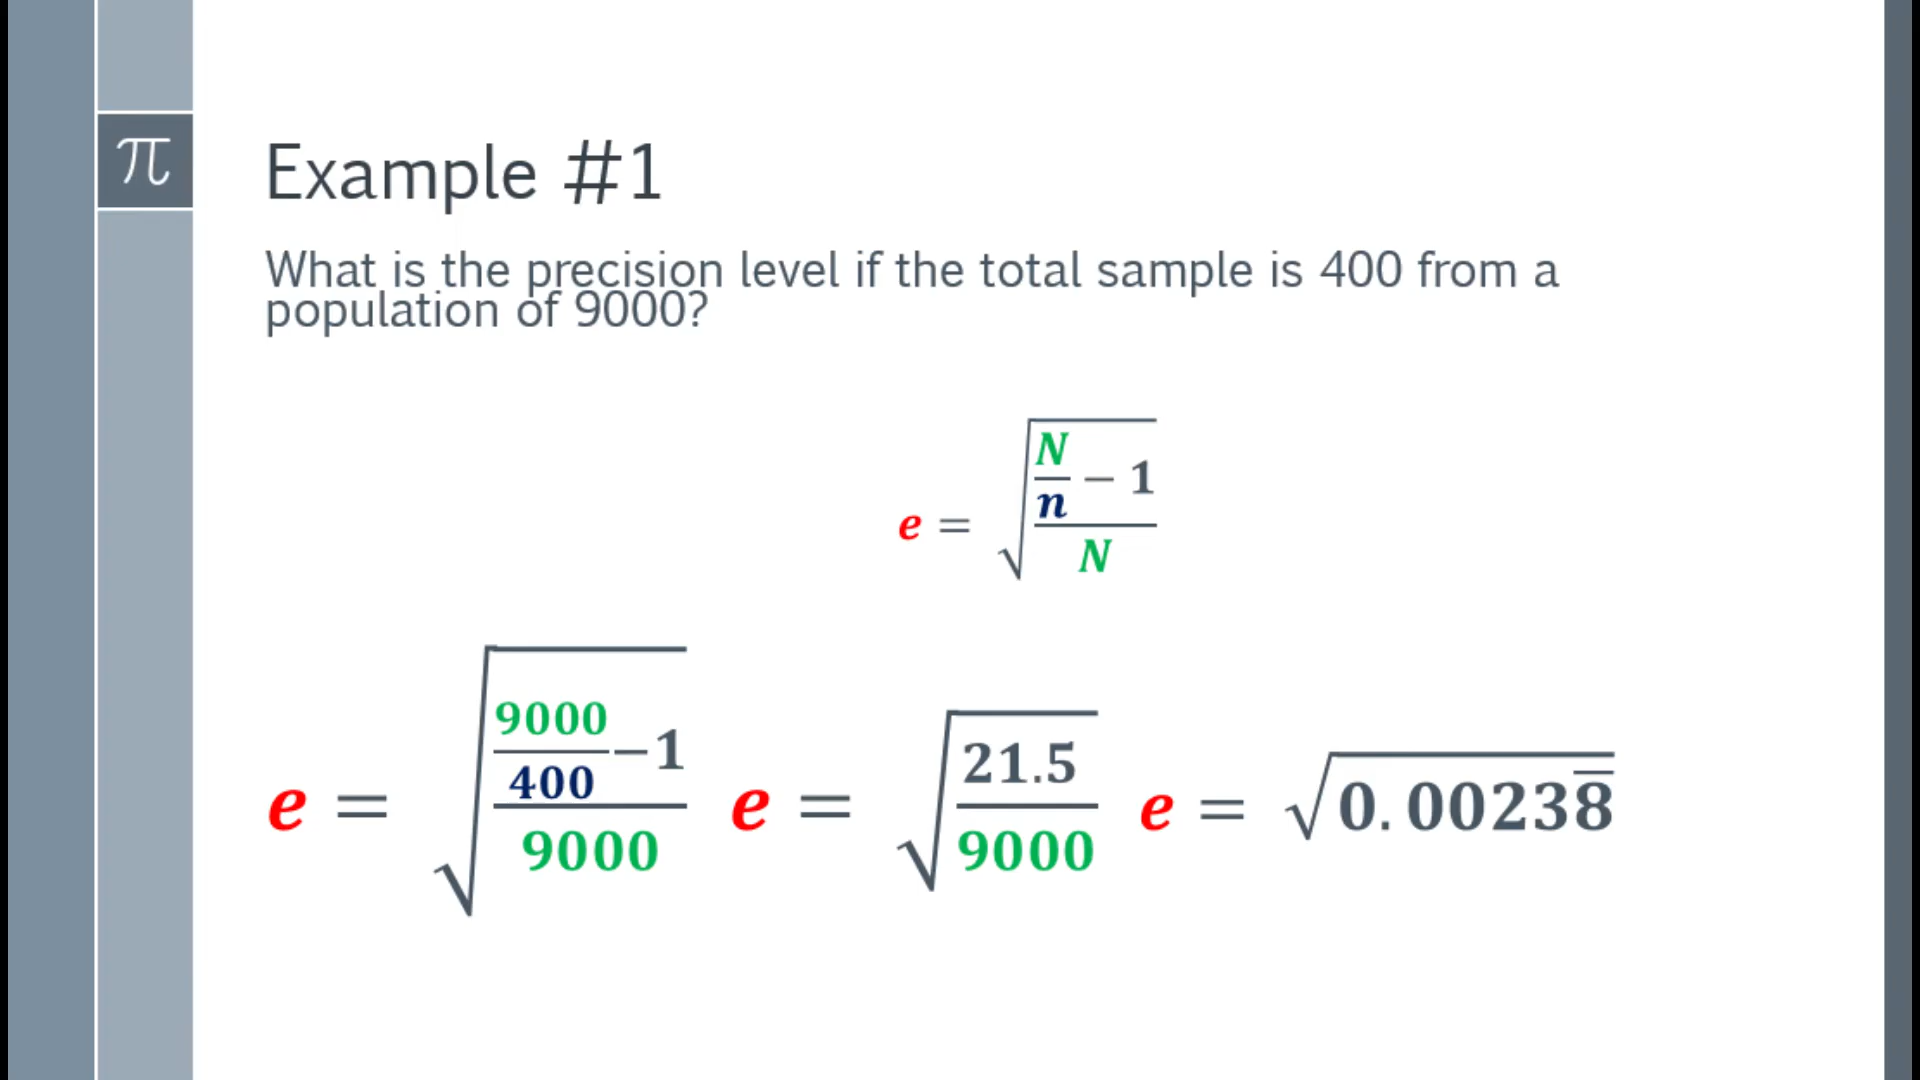 π
Example #1
What is the precision level if the total sample is 400 from a
population of 9000?
e = √((N/n − 1)/N)
e = √((9000/400 −1)/9000) e = √(21.5/9000) e = √0.00238̅